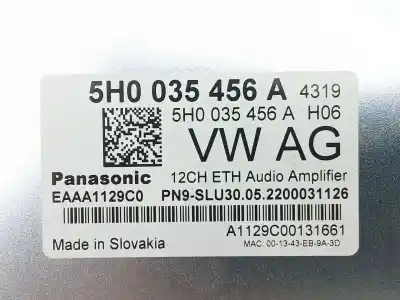 5H0 035 456 A 4319
5H0 035 456 A H06
VW AG
Panasonic 12CH ETH Audio Amplifier
EAAA1129C0 PN9-SLU30.05.2200031126
A1129C00131661
Made in Slovakia MAC: 00-13-43-EB-9A-3D